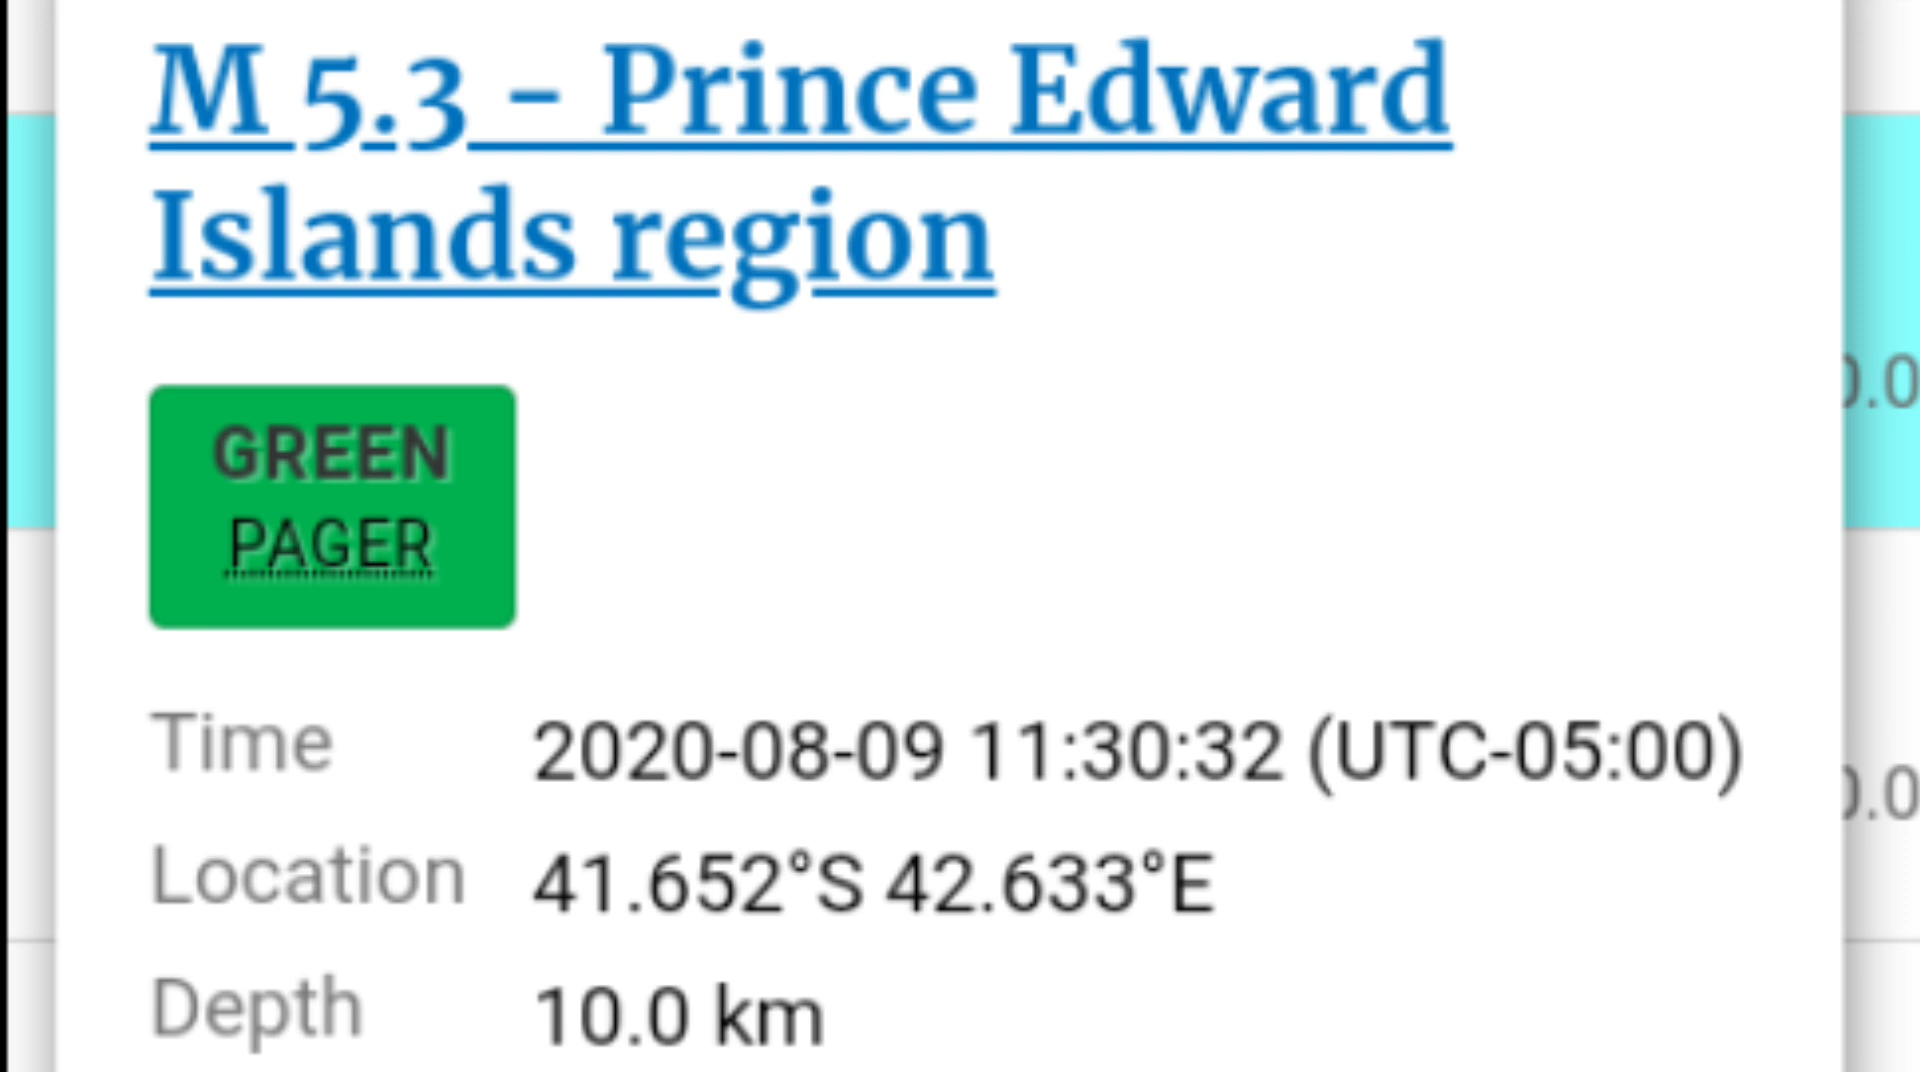 M 5.3 - Prince Edward
Islands region
GREEN
PAGER
Time 2020-08-09 11:30:32 (UTC-05:00)
Location 41.652°S 42.633°E
Depth 10.0 km